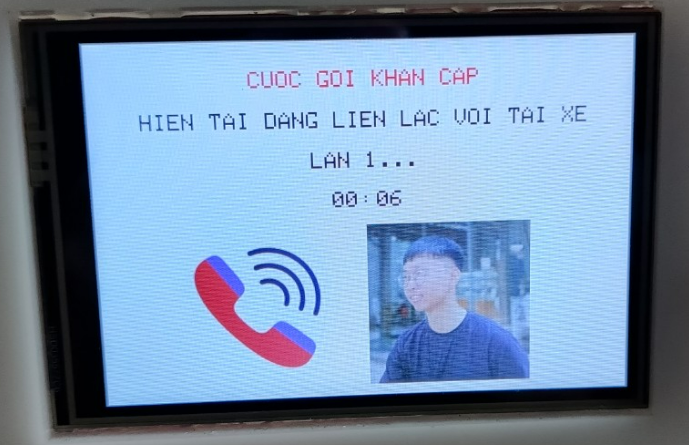 CUOC GOI KHAN CAP
HIEN TAI DANG LIEN LAC VOI TAI XE
LAN 1...
00:06